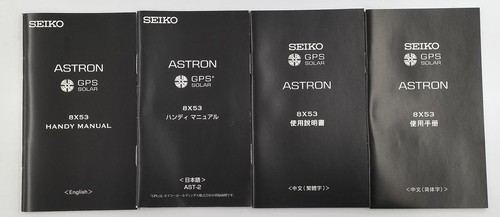 SEIKO
ASTRON
GPS
SOLAR
8X53
HANDY MANUAL
<English>
SEIKO
ASTRON
GPS®
SOLAR
8X53
ハンディ マニュアル
<日本語>
AST-2
SEIKO
GPS
SOLAR
ASTRON
8X53
使用說明書
<中文(繁體字)>
SEIKO
GPS
SOLAR
ASTRON
8X53
使用手册
<中文(简体字)>